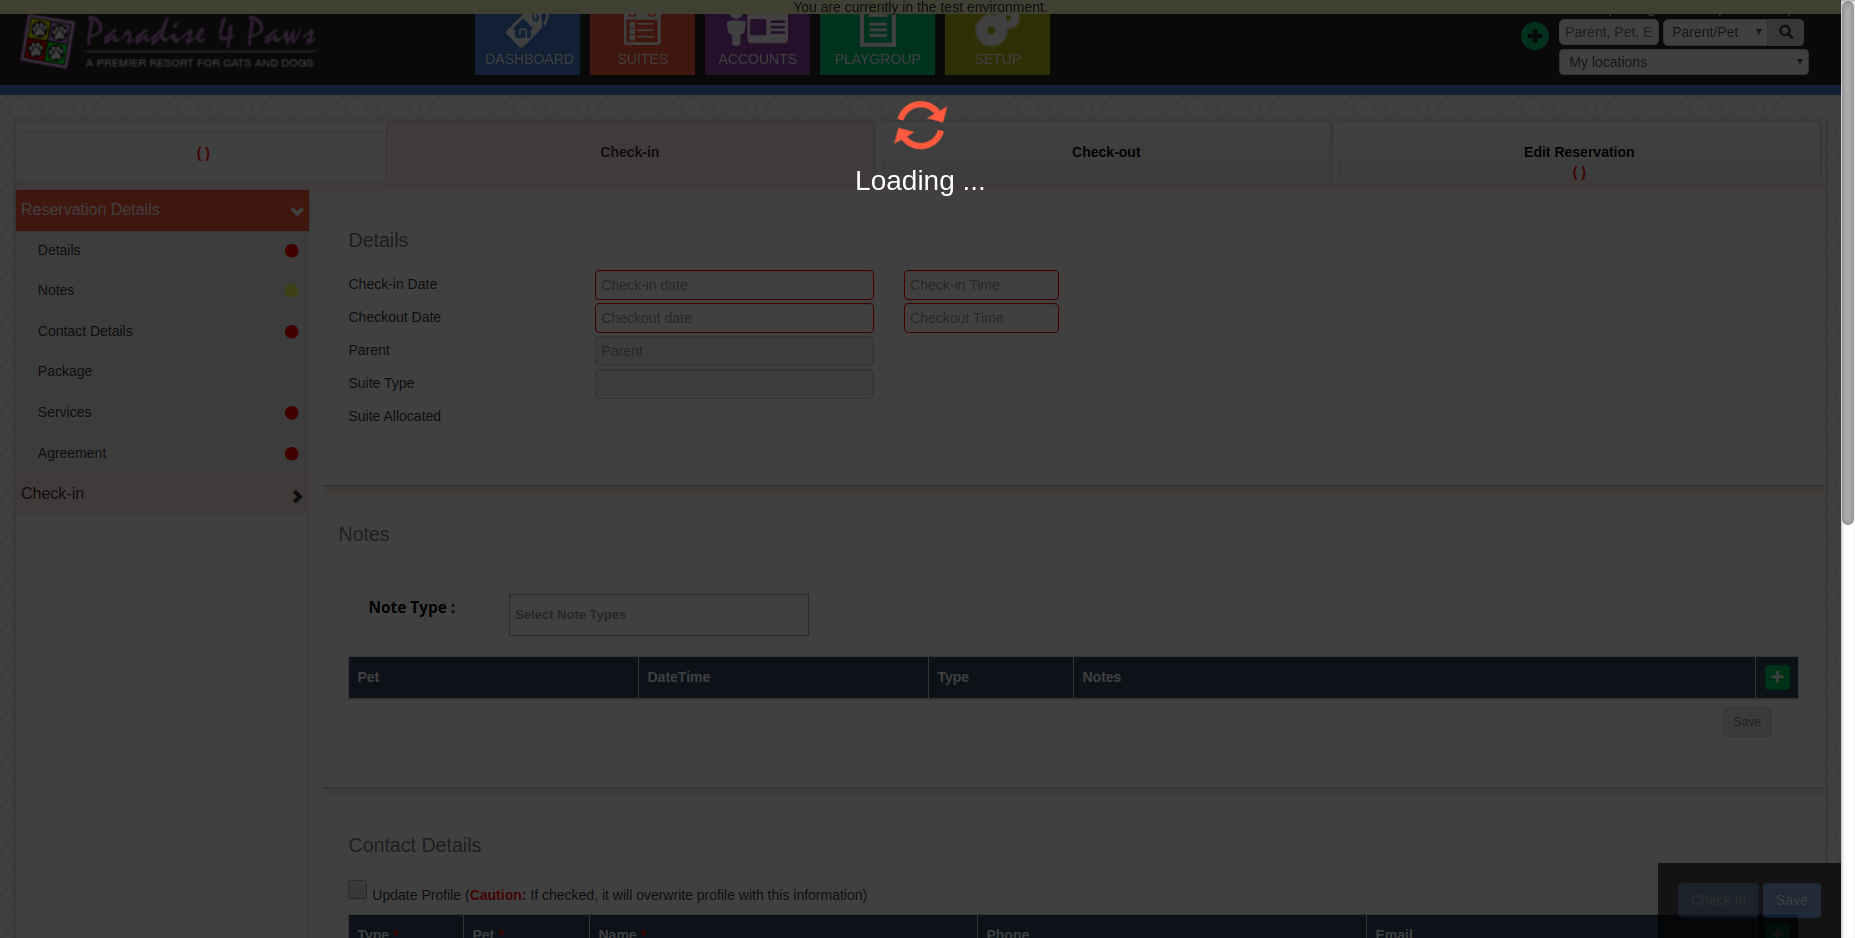 You are currently in the test environment.
Paradise 4 Paws
A PREMIER RESORT FOR CATS AND DOGS
DASHBOARD
SUITES
ACCOUNTS
PLAYGROUP
SETUP
Parent, Pet, E
Parent/Pet
My locations
( )
Check-in
Check-out
Edit Reservation
( )
Loading ...
Reservation Details
Details
Notes
Contact Details
Package
Services
Agreement
Check-in
Details
Check-in Date
Check-in date
Check-in Time
Checkout Date
Checkout date
Checkout Time
Parent
Parent
Suite Type
Suite Allocated
Notes
Note Type :
Select Note Types
Pet
DateTime
Type
Notes
Save
Contact Details
Update Profile (Caution: If checked, it will overwrite profile with this information)
Check In
Save
Type *
Pet *
Name *
Phone
Email